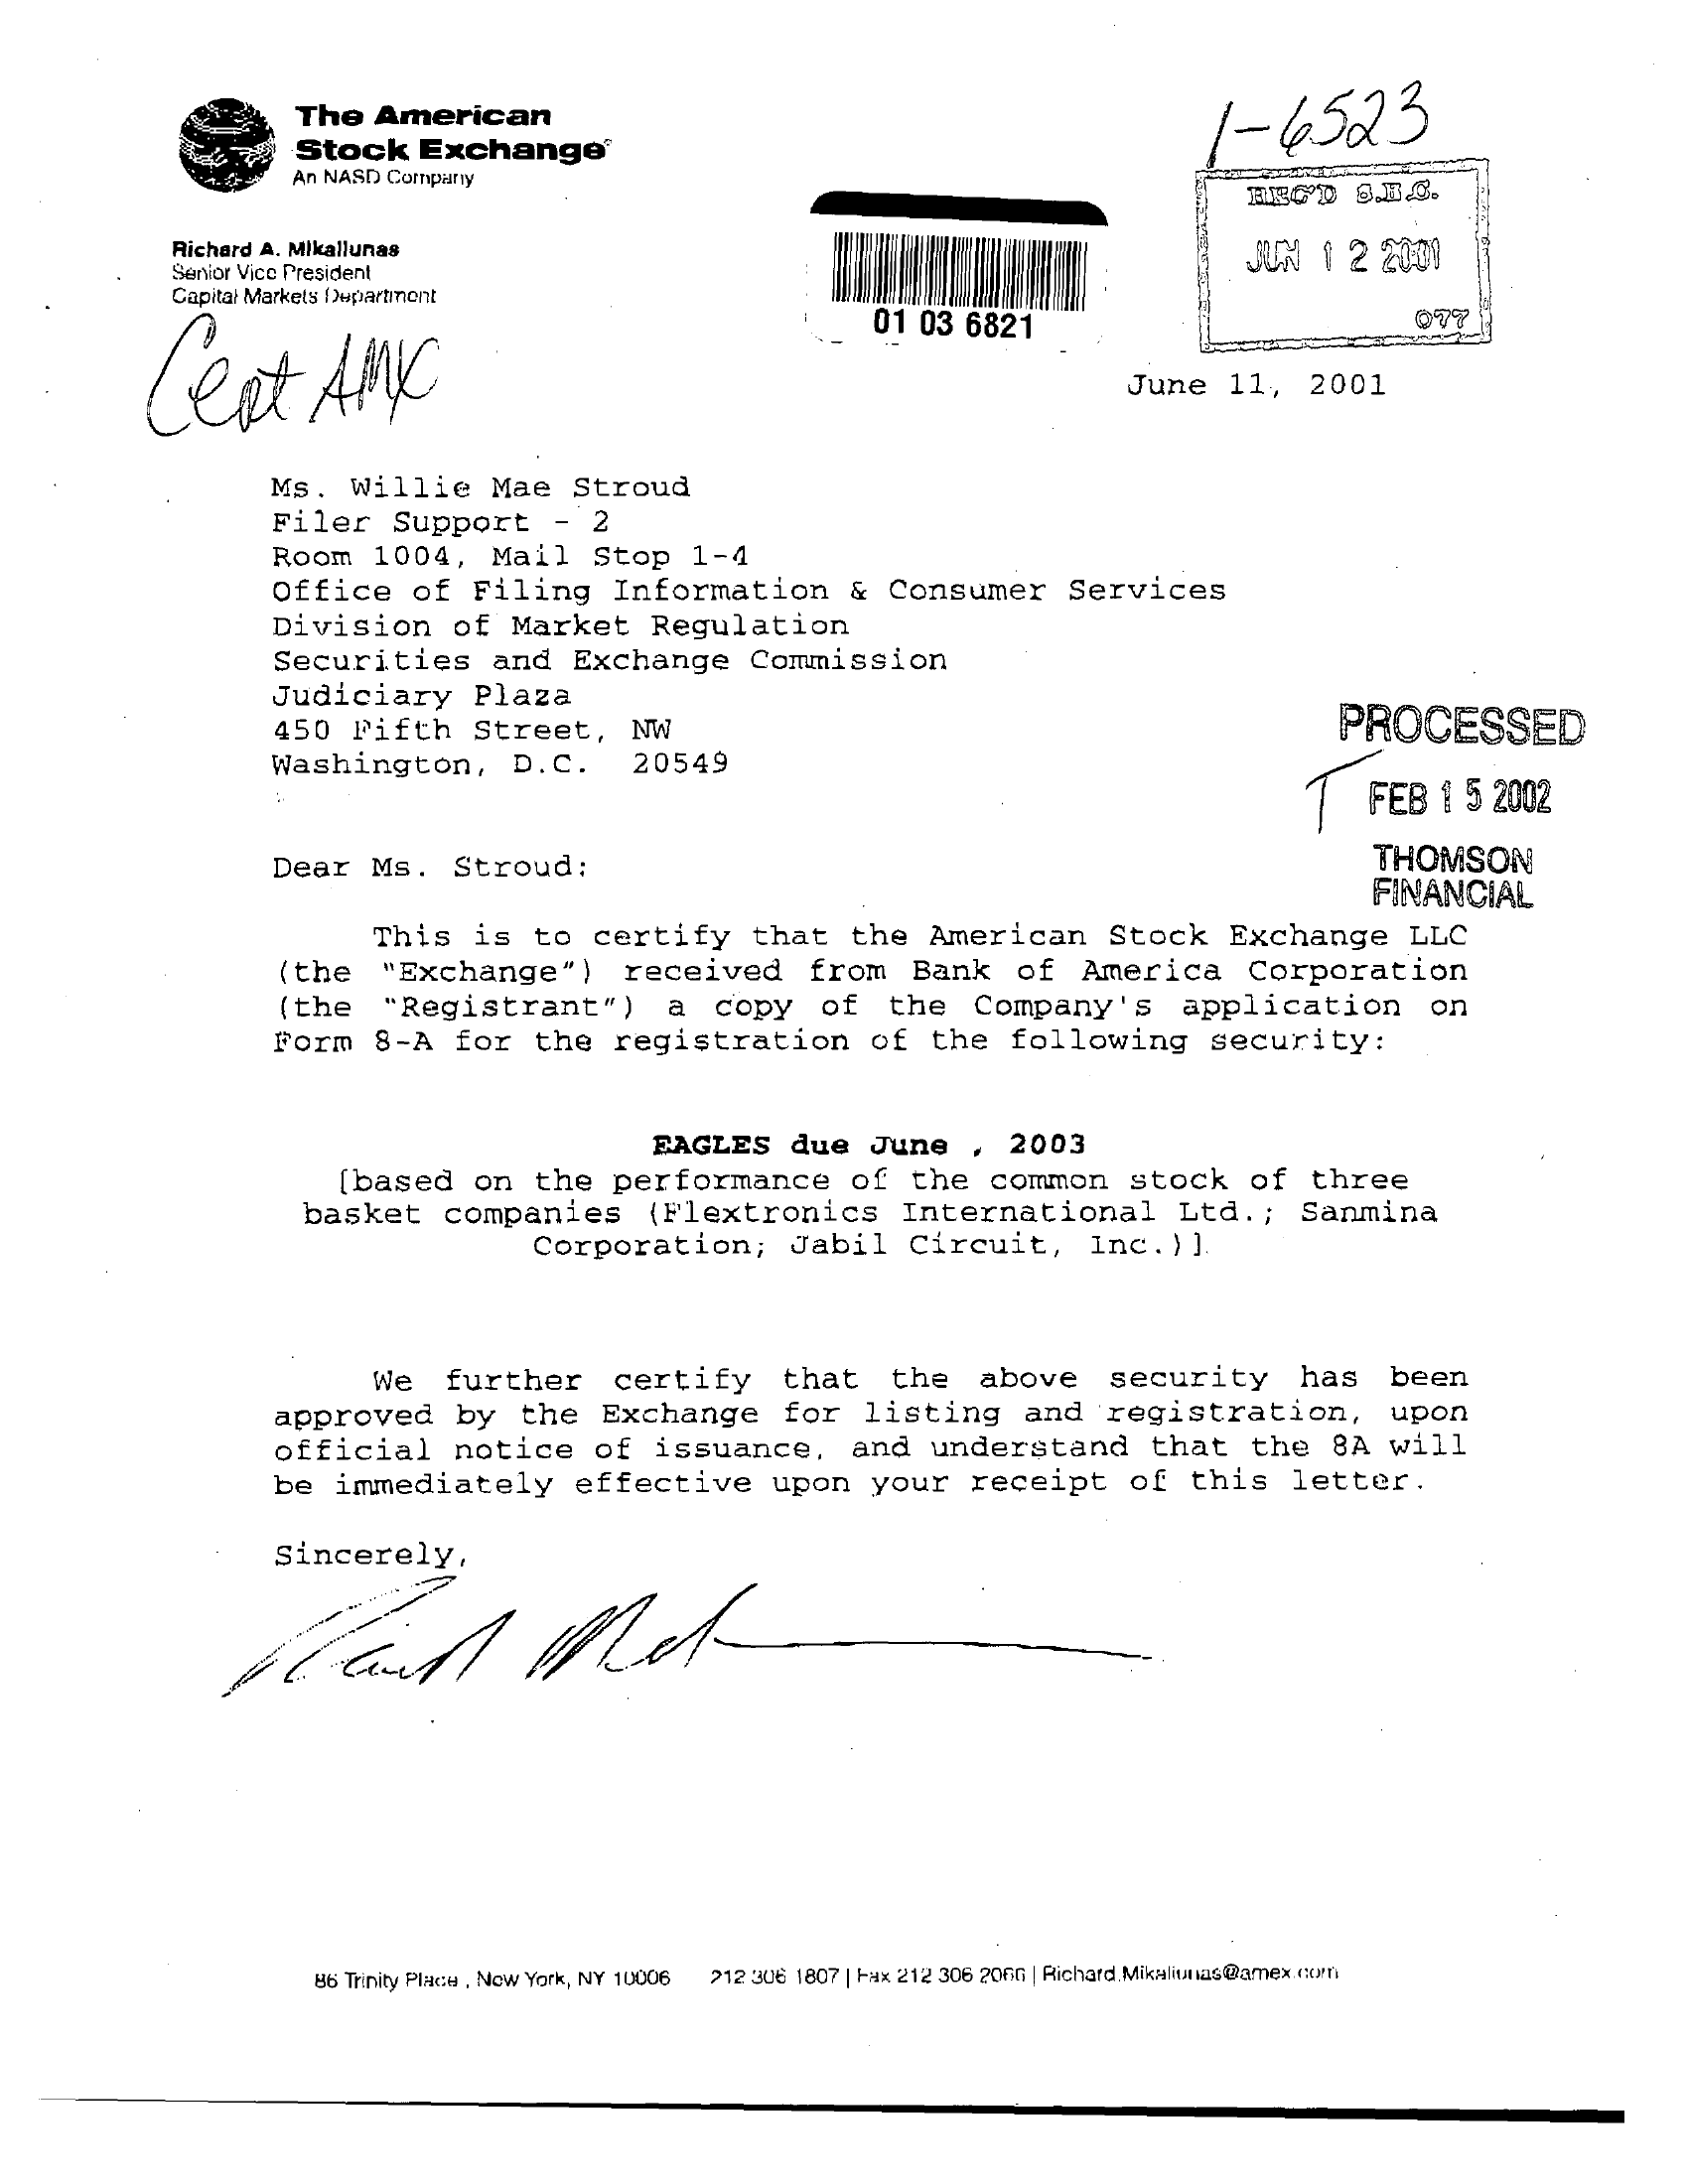 The American
Stock Exchange®
An NASD Company
1-6523
REC'D S.E.C.
JUN 12 2001
077
Richard A. Mikaliunas
Senior Vice President
Capital Markets Department
01 03 6821
Cert AMX
June 11, 2001
Ms. Willie Mae Stroud
Filer Support - 2
Room 1004, Mail Stop 1-4
Office of Filing Information & Consumer Services
Division of Market Regulation
Securities and Exchange Commission
Judiciary Plaza
450 Fifth Street, NW
Washington, D.C. 20549
PROCESSED
FEB 15 2002
THOMSON
FINANCIAL
Dear Ms. Stroud:
This is to certify that the American Stock Exchange LLC
(the "Exchange") received from Bank of America Corporation
(the "Registrant") a copy of the Company's application on
Form 8-A for the registration of the following security:
EAGLES due June , 2003
[based on the performance of the common stock of three
basket companies (Flextronics International Ltd.; Sanmina
Corporation; Jabil Circuit, Inc.)].
We further certify that the above security has been
approved by the Exchange for listing and registration, upon
official notice of issuance, and understand that the 8A will
be immediately effective upon your receipt of this letter.
Sincerely,
86 Trinity Place , New York, NY 10006 212 306 1807 | Fax 212 306 2060 | Richard.Mikaliunas@amex.com